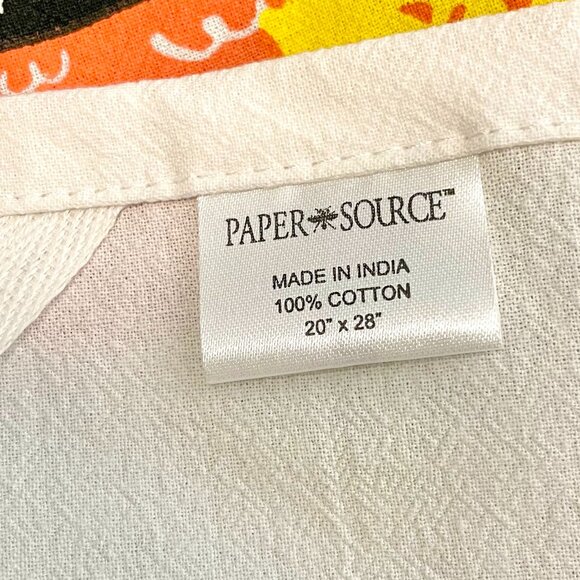 PAPER SOURCE™
MADE IN INDIA
100% COTTON
20" x 28"